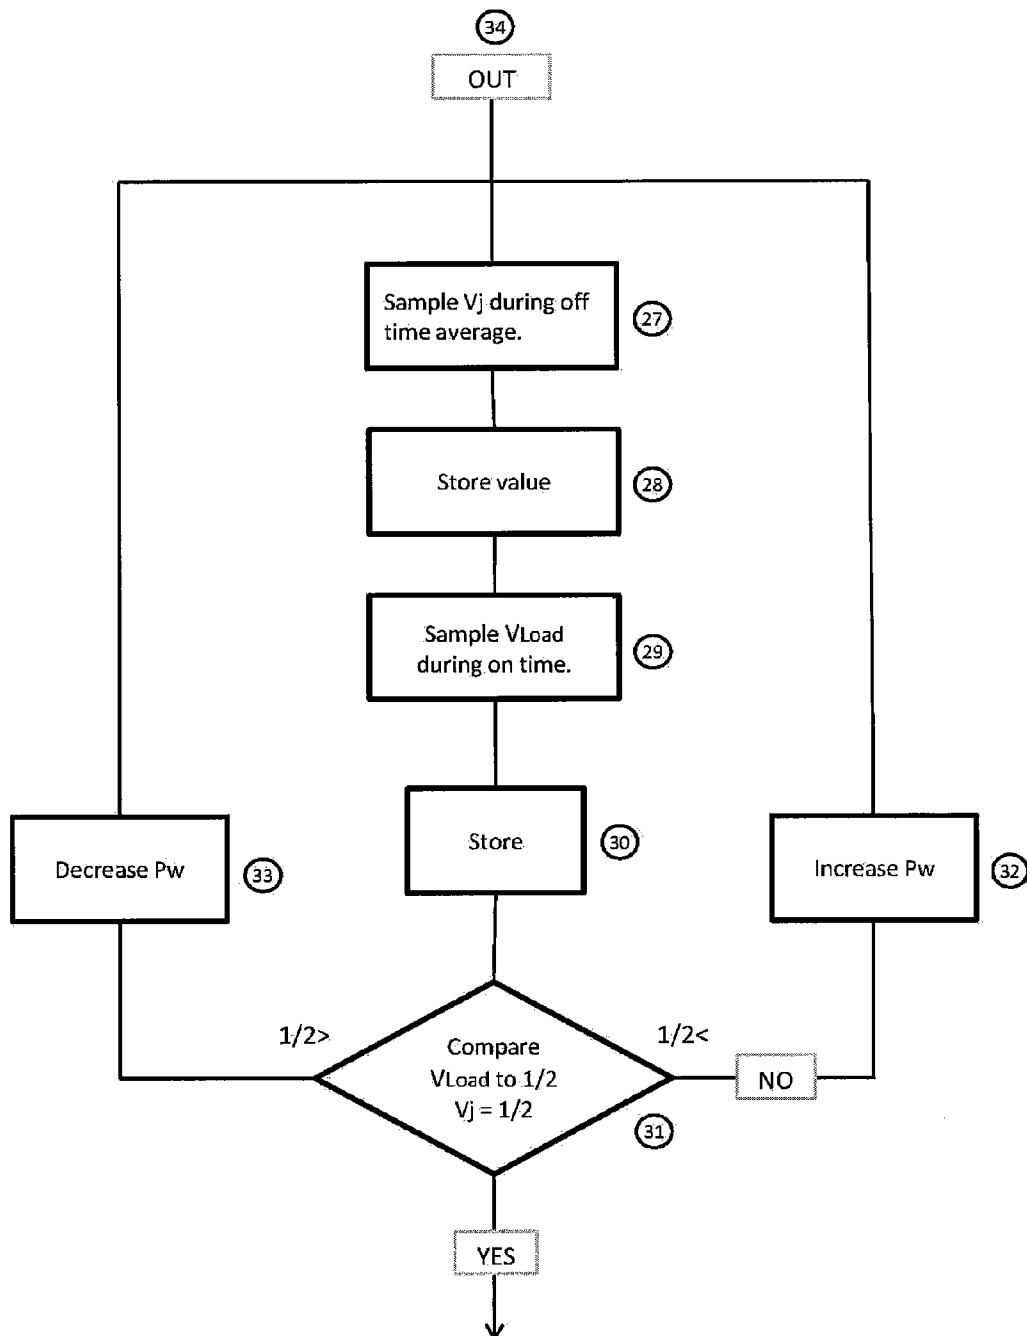 34
OUT
Sample Vj during off
time average.
27
Store value
28
Sample VLoad
during on time.
29
Store
30
Decrease Pw
33
Increase Pw
32
1/2>
1/2<
Compare
VLoad to 1/2
Vj = 1/2
NO
31
YES